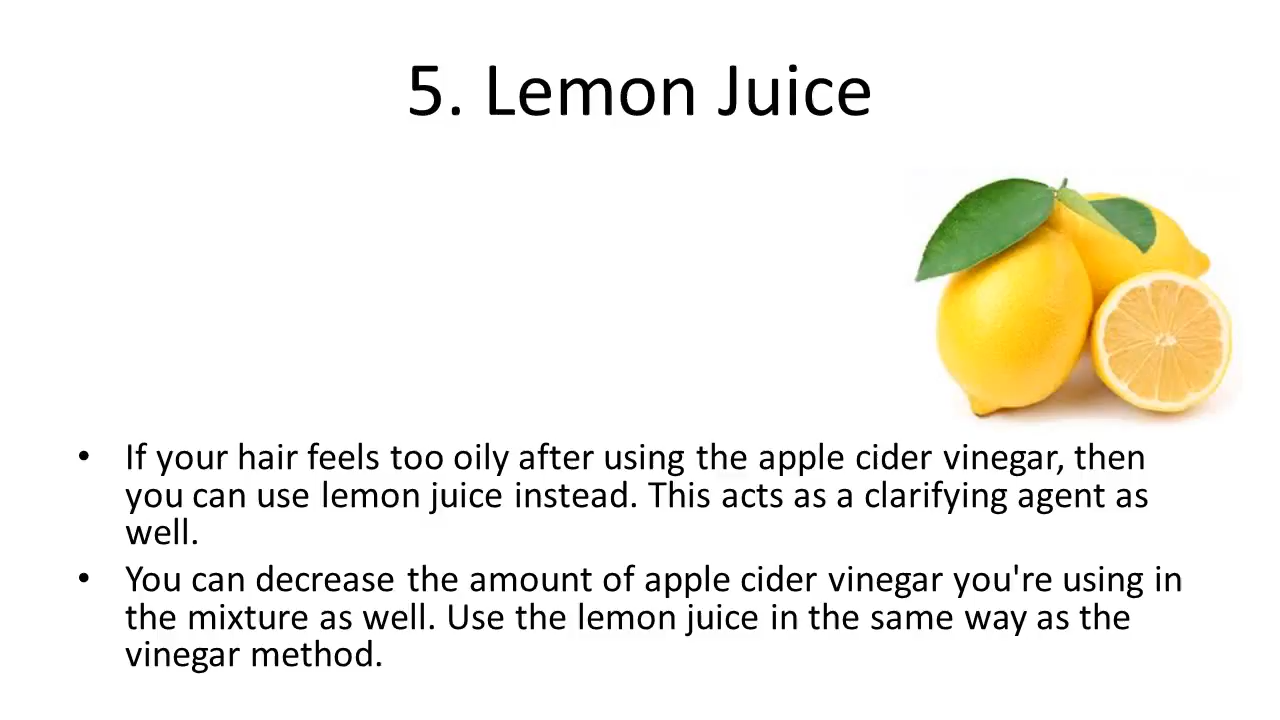 5. Lemon Juice
• If your hair feels too oily after using the apple cider vinegar, then
you can use lemon juice instead. This acts as a clarifying agent as
well.
• You can decrease the amount of apple cider vinegar you're using in
the mixture as well. Use the lemon juice in the same way as the
vinegar method.